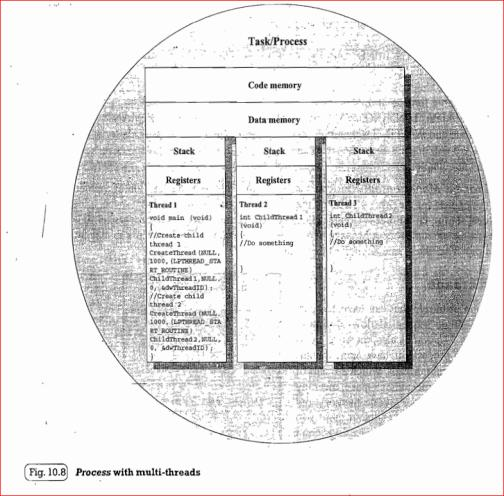 Task/Process
Code memory
Data memory
Stack
Stack
Stack
Registers
Registers
Registers
Thread 1
void main (void)
{
//Create child
thread 1
CreateThread(NULL,
1000,(LPTHREAD_STA
RT_ROUTINE)
ChildThread1,NULL,
0, &dwThreadID);
//Create child
thread 2
CreateThread(NULL,
1000,(LPTHREAD_STA
RT_ROUTINE)
ChildThread2,NULL,
0, &dwThreadID);
}
Thread 2
int ChildThread1
(void)
{
//Do something
}
Thread 3
int ChildThread2
(void)
{
//Do something
}
Fig. 10.8 Process with multi-threads